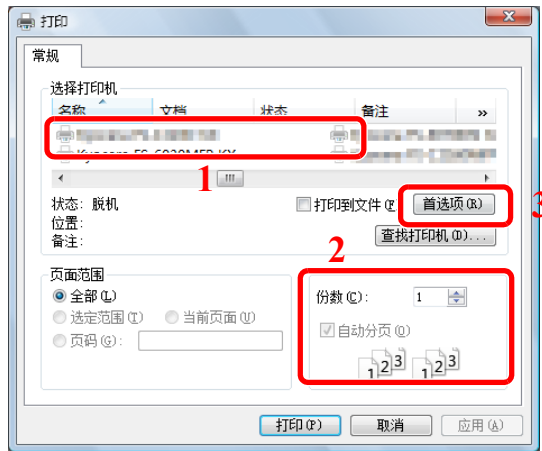 打印
常规
选择打印机
名称 文档 状态 备注 »
1
状态: 脱机 打印到文件(F) 首选项(R) 3
位置:
备注: 查找打印机(D)...
2
页面范围
全部(L) 份数(C): 1
选定范围(T) 当前页面(U) 自动分页(O)
页码(G):
1 2 3 1 2 3
打印(P) 取消 应用(A)